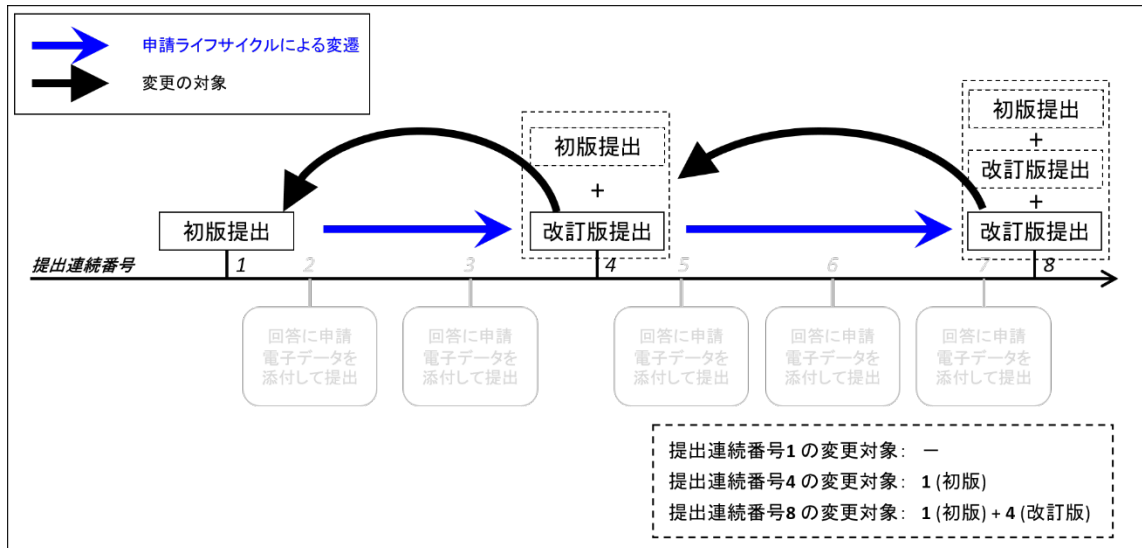 申請ライフサイクルによる変遷
変更の対象
初版提出
初版提出
+
改訂版提出
初版提出
+
改訂版提出
+
改訂版提出
提出連続番号
1
2
3
4
5
6
7
8
回答に申請
電子データを
添付して提出
回答に申請
電子データを
添付して提出
回答に申請
電子データを
添付して提出
回答に申請
電子データを
添付して提出
回答に申請
電子データを
添付して提出
提出連続番号1 の変更対象： －
提出連続番号4 の変更対象： 1 (初版)
提出連続番号8 の変更対象： 1 (初版) + 4 (改訂版)